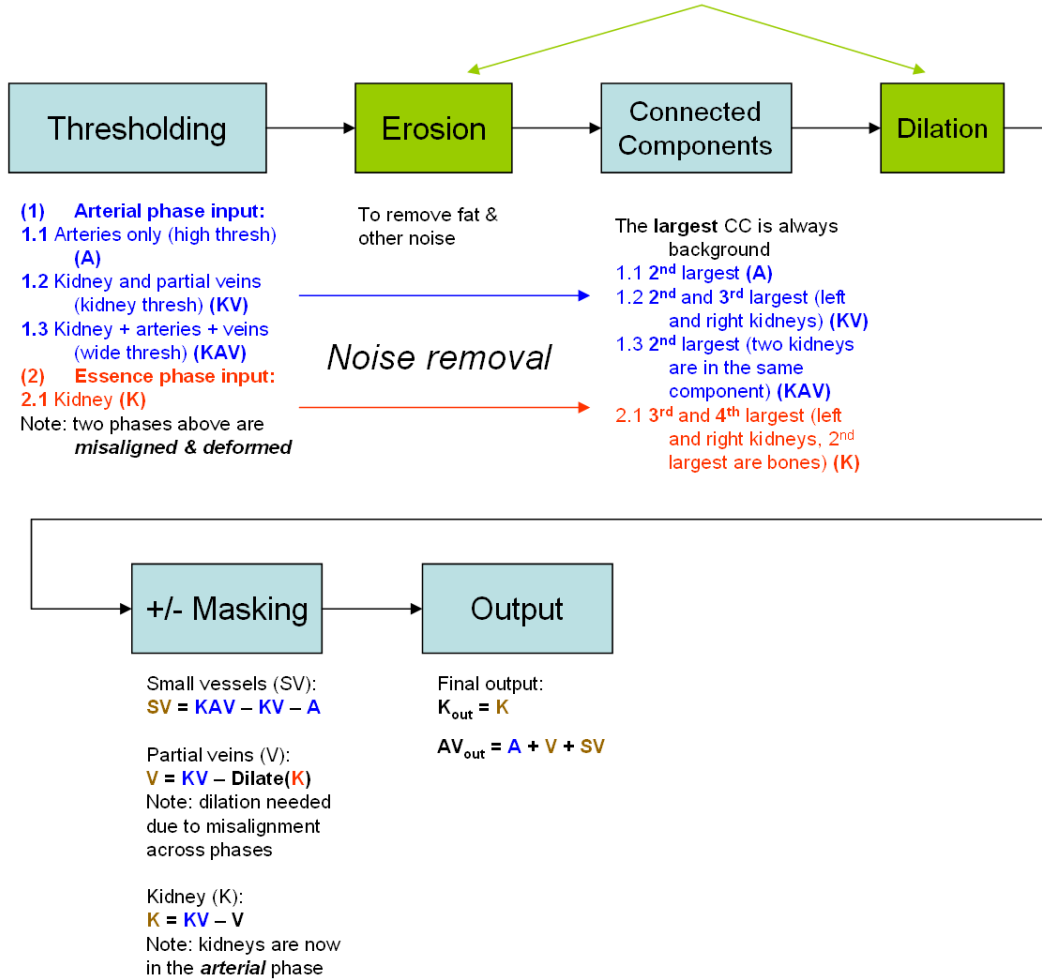 Thresholding
Erosion
Connected
Components
Dilation
(1) Arterial phase input:
1.1 Arteries only (high thresh)
(A)
1.2 Kidney and partial veins
(kidney thresh) (KV)
1.3 Kidney + arteries + veins
(wide thresh) (KAV)
(2) Essence phase input:
2.1 Kidney (K)
Note: two phases above are
misaligned & deformed
To remove fat &
other noise
Noise removal
The largest CC is always
background
1.1 2nd largest (A)
1.2 2nd and 3rd largest (left
and right kidneys) (KV)
1.3 2nd largest (two kidneys
are in the same
component) (KAV)
2.1 3rd and 4th largest (left
and right kidneys, 2nd
largest are bones) (K)
+/- Masking
Output
Small vessels (SV):
SV = KAV – KV – A
Partial veins (V):
V = KV – Dilate(K)
Note: dilation needed
due to misalignment
across phases
Kidney (K):
K = KV – V
Note: kidneys are now
in the arterial phase
Final output:
Kout = K
AVout = A + V + SV